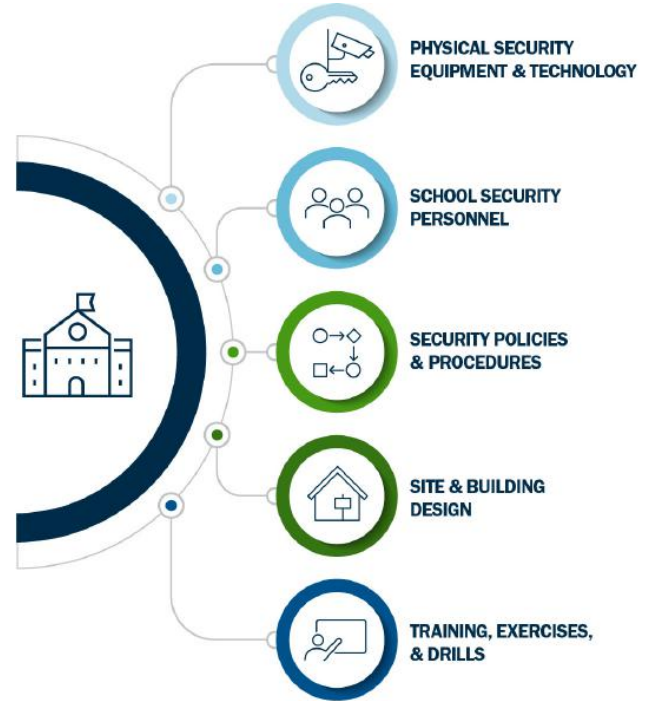 PHYSICAL SECURITY
EQUIPMENT & TECHNOLOGY
SCHOOL SECURITY
PERSONNEL
SECURITY POLICIES
& PROCEDURES
SITE & BUILDING
DESIGN
TRAINING, EXERCISES,
& DRILLS